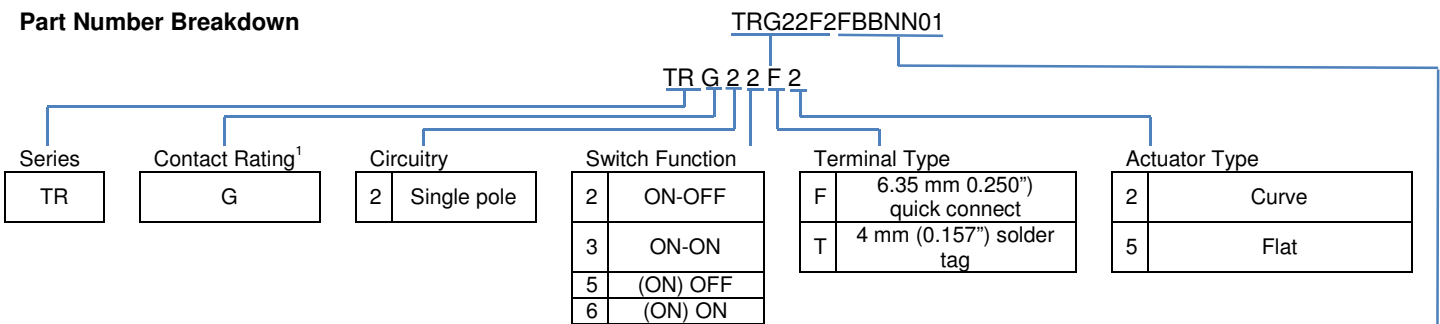 Part Number Breakdown
TRG22F2FBBNN01
TR G 2 2 F 2
Series
TR
Contact Rating1
G
Circuitry
2 Single pole
Switch Function
2 ON-OFF
3 ON-ON
5 (ON) OFF
6 (ON) ON
Terminal Type
F 6.35 mm 0.250”)
quick connect
T 4 mm (0.157”) solder
tag
Actuator Type
2 Curve
5 Flat